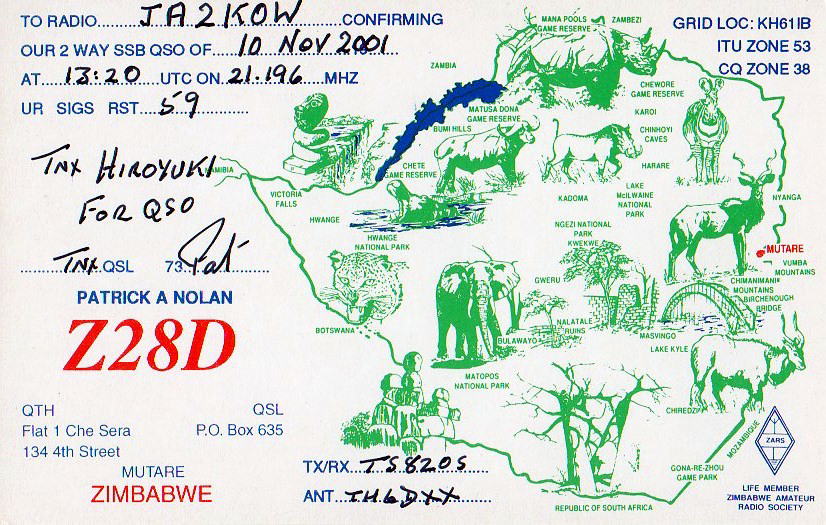 TO RADIO JA2KOW CONFIRMING
OUR 2 WAY SSB QSO OF 10 NOV 2001
AT 13:20 UTC ON 21.196 MHZ
UR SIGS RST 59
TNX HIROYUKI
FOR QSO
TNX QSL 73 Pat
PATRICK A NOLAN
Z28D
QTH
Flat 1 Che Sera
134 4th Street
QSL
P.O. Box 635
MUTARE
ZIMBABWE
TX/RX TS820S
ANT TH6DXX
GRID LOC: KH61IB
ITU ZONE 53
CQ ZONE 38
MANA POOLS
GAME RESERVE
ZAMBEZI
ZAMBIA
CHEWORE
GAME RESERVE
MATUSA DONA
GAME RESERVE
BUMI HILLS
KAROI
CHINHOYI
CAVES
CHETE
GAME RESERVE
HARARE
NAMIBIA
VICTORIA
FALLS
KADOMA
LAKE
McILWAINE
NATIONAL
PARK
NYANGA
HWANGE
HWANGE
NATIONAL PARK
NGEZI NATIONAL
PARK
KWEKWE
MUTARE
VUMBA
MOUNTAINS
GWERU
CHIMANIMANI
MOUNTAINS
BIRCHENOUGH
BRIDGE
BOTSWANA
BULAWAYO
NALATALE
RUINS
MASVINGO
LAKE KYLE
MATOPOS
NATIONAL PARK
CHIREDZI
MOZAMBIQUE
GONA-RE-ZHOU
GAME PARK
REPUBLIC OF SOUTH AFRICA
ZARS
LIFE MEMBER
ZIMBABWE AMATEUR
RADIO SOCIETY